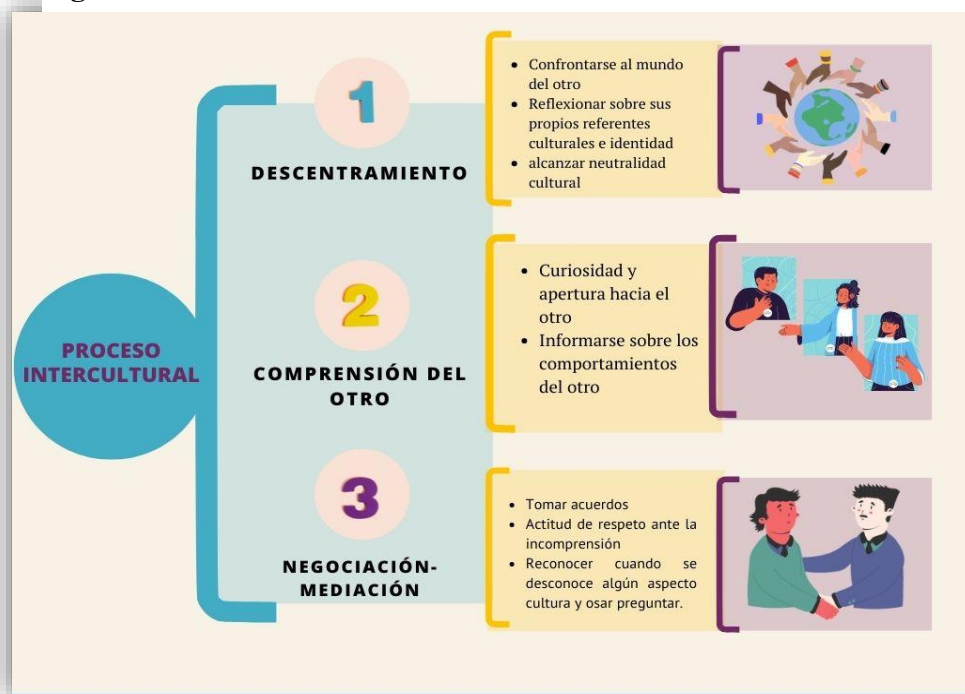 PROCESO
INTERCULTURAL
1
DESCENTRAMIENTO
• Confrontarse al mundo
del otro
• Reflexionar sobre sus
propios referentes
culturales e identidad
• alcanzar neutralidad
cultural
2
COMPRENSIÓN DEL
OTRO
• Curiosidad y
apertura hacia el
otro
• Informarse sobre los
comportamientos
del otro
3
NEGOCIACIÓN-
MEDIACIÓN
• Tomar acuerdos
• Actitud de respeto ante la
incomprensión
• Reconocer cuando se
desconoce algún aspecto
cultura y osar preguntar.